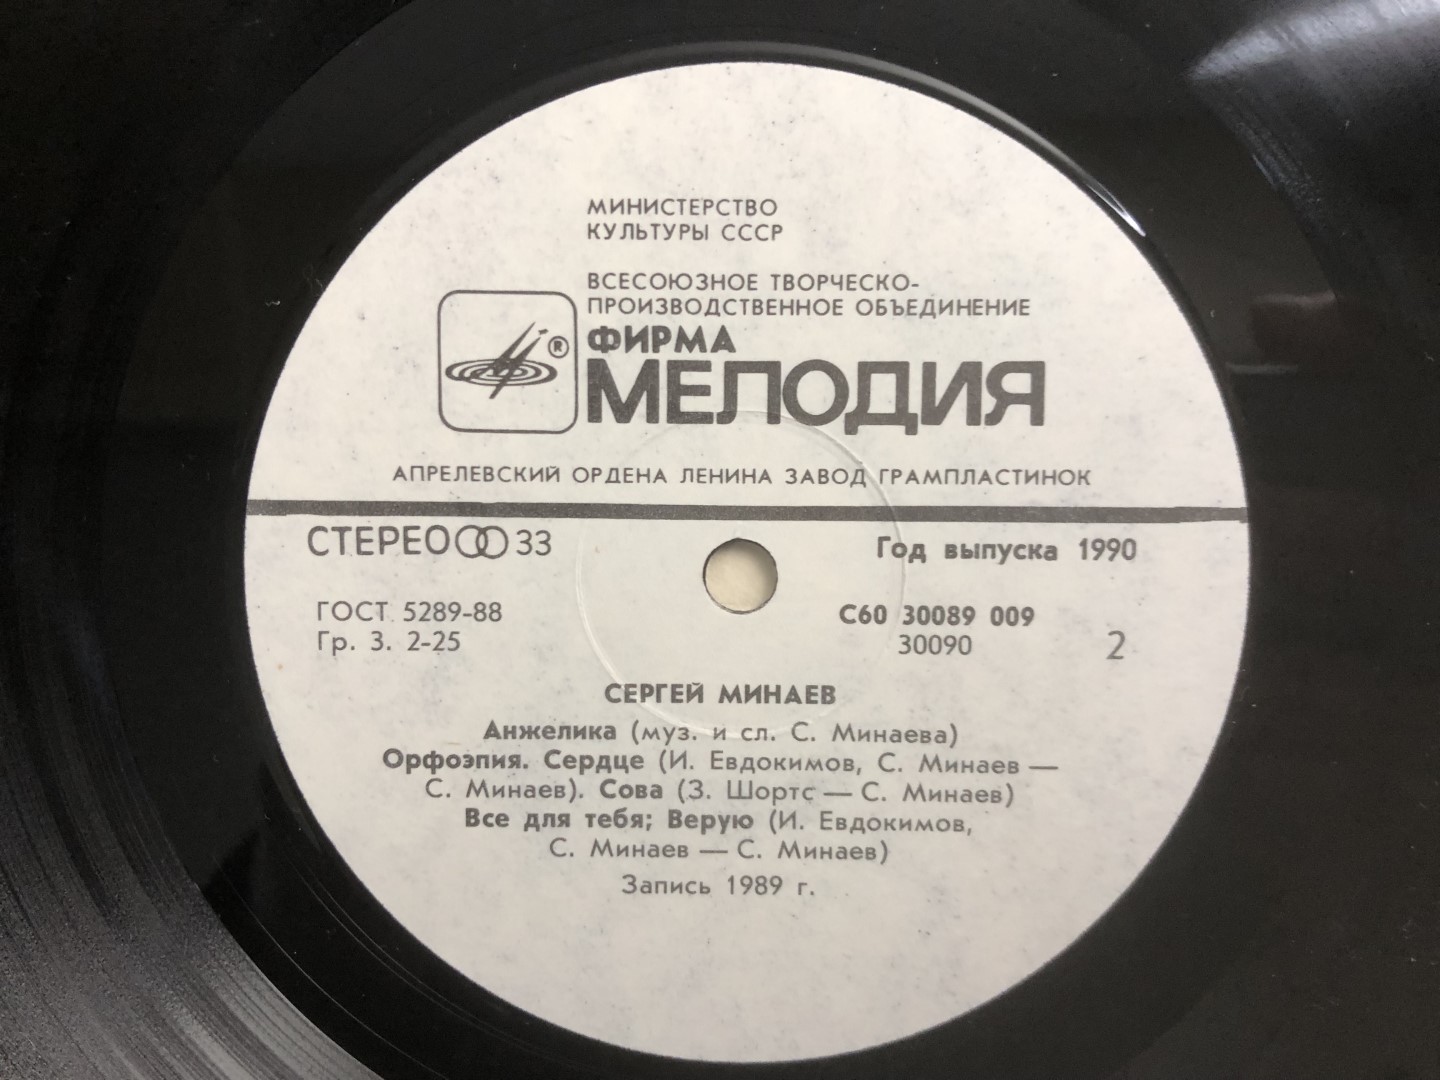 МИНИСТЕРСТВО
КУЛЬТУРЫ СССР
ВСЕСОЮЗНОЕ ТВОРЧЕСКО-
ПРОИЗВОДСТВЕННОЕ ОБЪЕДИНЕНИЕ
ФИРМА
®
МЕЛОДИЯ
АПРЕЛЕВСКИЙ ОРДЕНА ЛЕНИНА ЗАВОД ГРАМПЛАСТИНОК
СТЕРЕО 33
Год выпуска 1990
ГОСТ 5289-88
С60 30089 009
Гр. 3. 2-25
30090
2
СЕРГЕЙ МИНАЕВ
Анжелика (муз. и сл. С. Минаева)
Орфоэпия. Сердце (И. Евдокимов, С. Минаев —
С. Минаев). Сова (З. Шортс — С. Минаев)
Все для тебя; Верую (И. Евдокимов,
С. Минаев — С. Минаев)
Запись 1989 г.